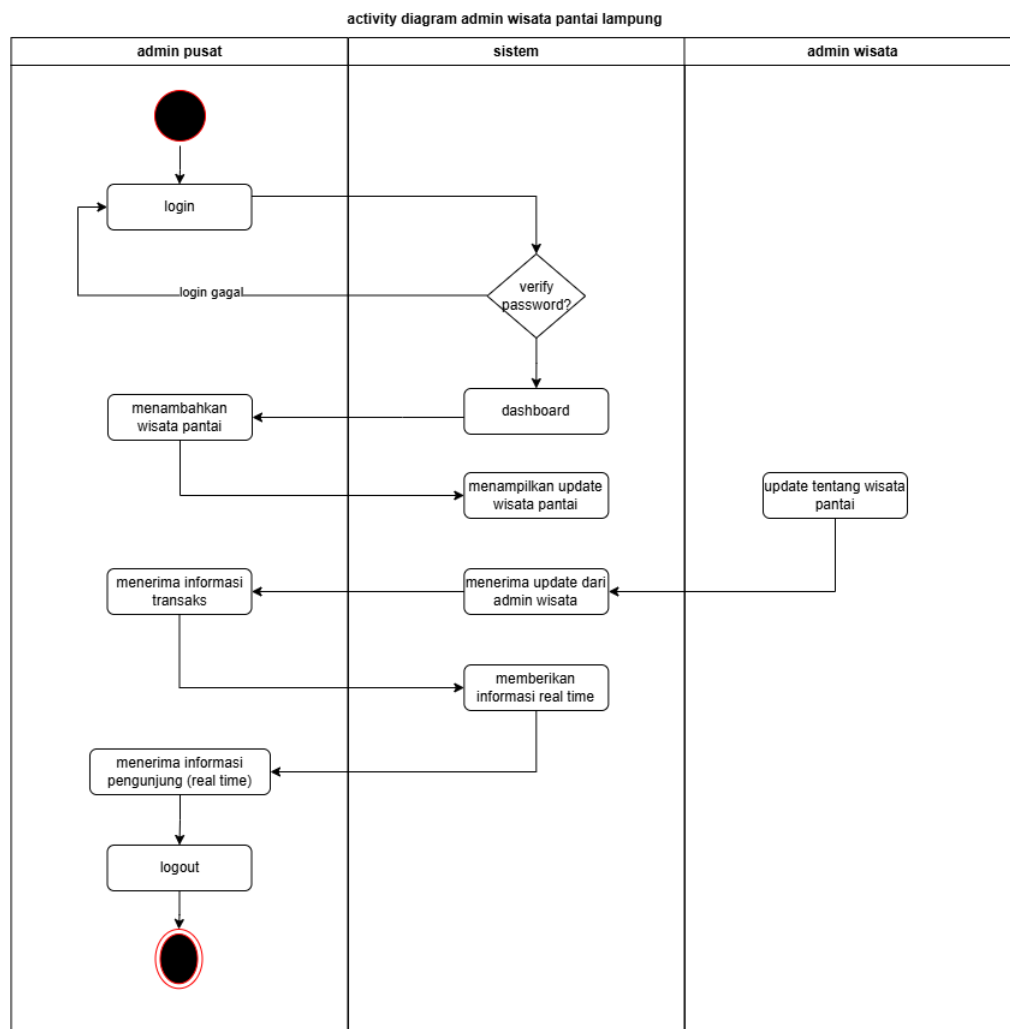 activity diagram admin wisata pantai lampung
admin pusat
sistem
admin wisata
login
login gagal
verify
password?
dashboard
menambahkan
wisata pantai
menampilkan update
wisata pantai
update tentang wisata
pantai
menerima informasi
transaks
menerima update dari
admin wisata
memberikan
informasi real time
menerima informasi
pengunjung (real time)
logout